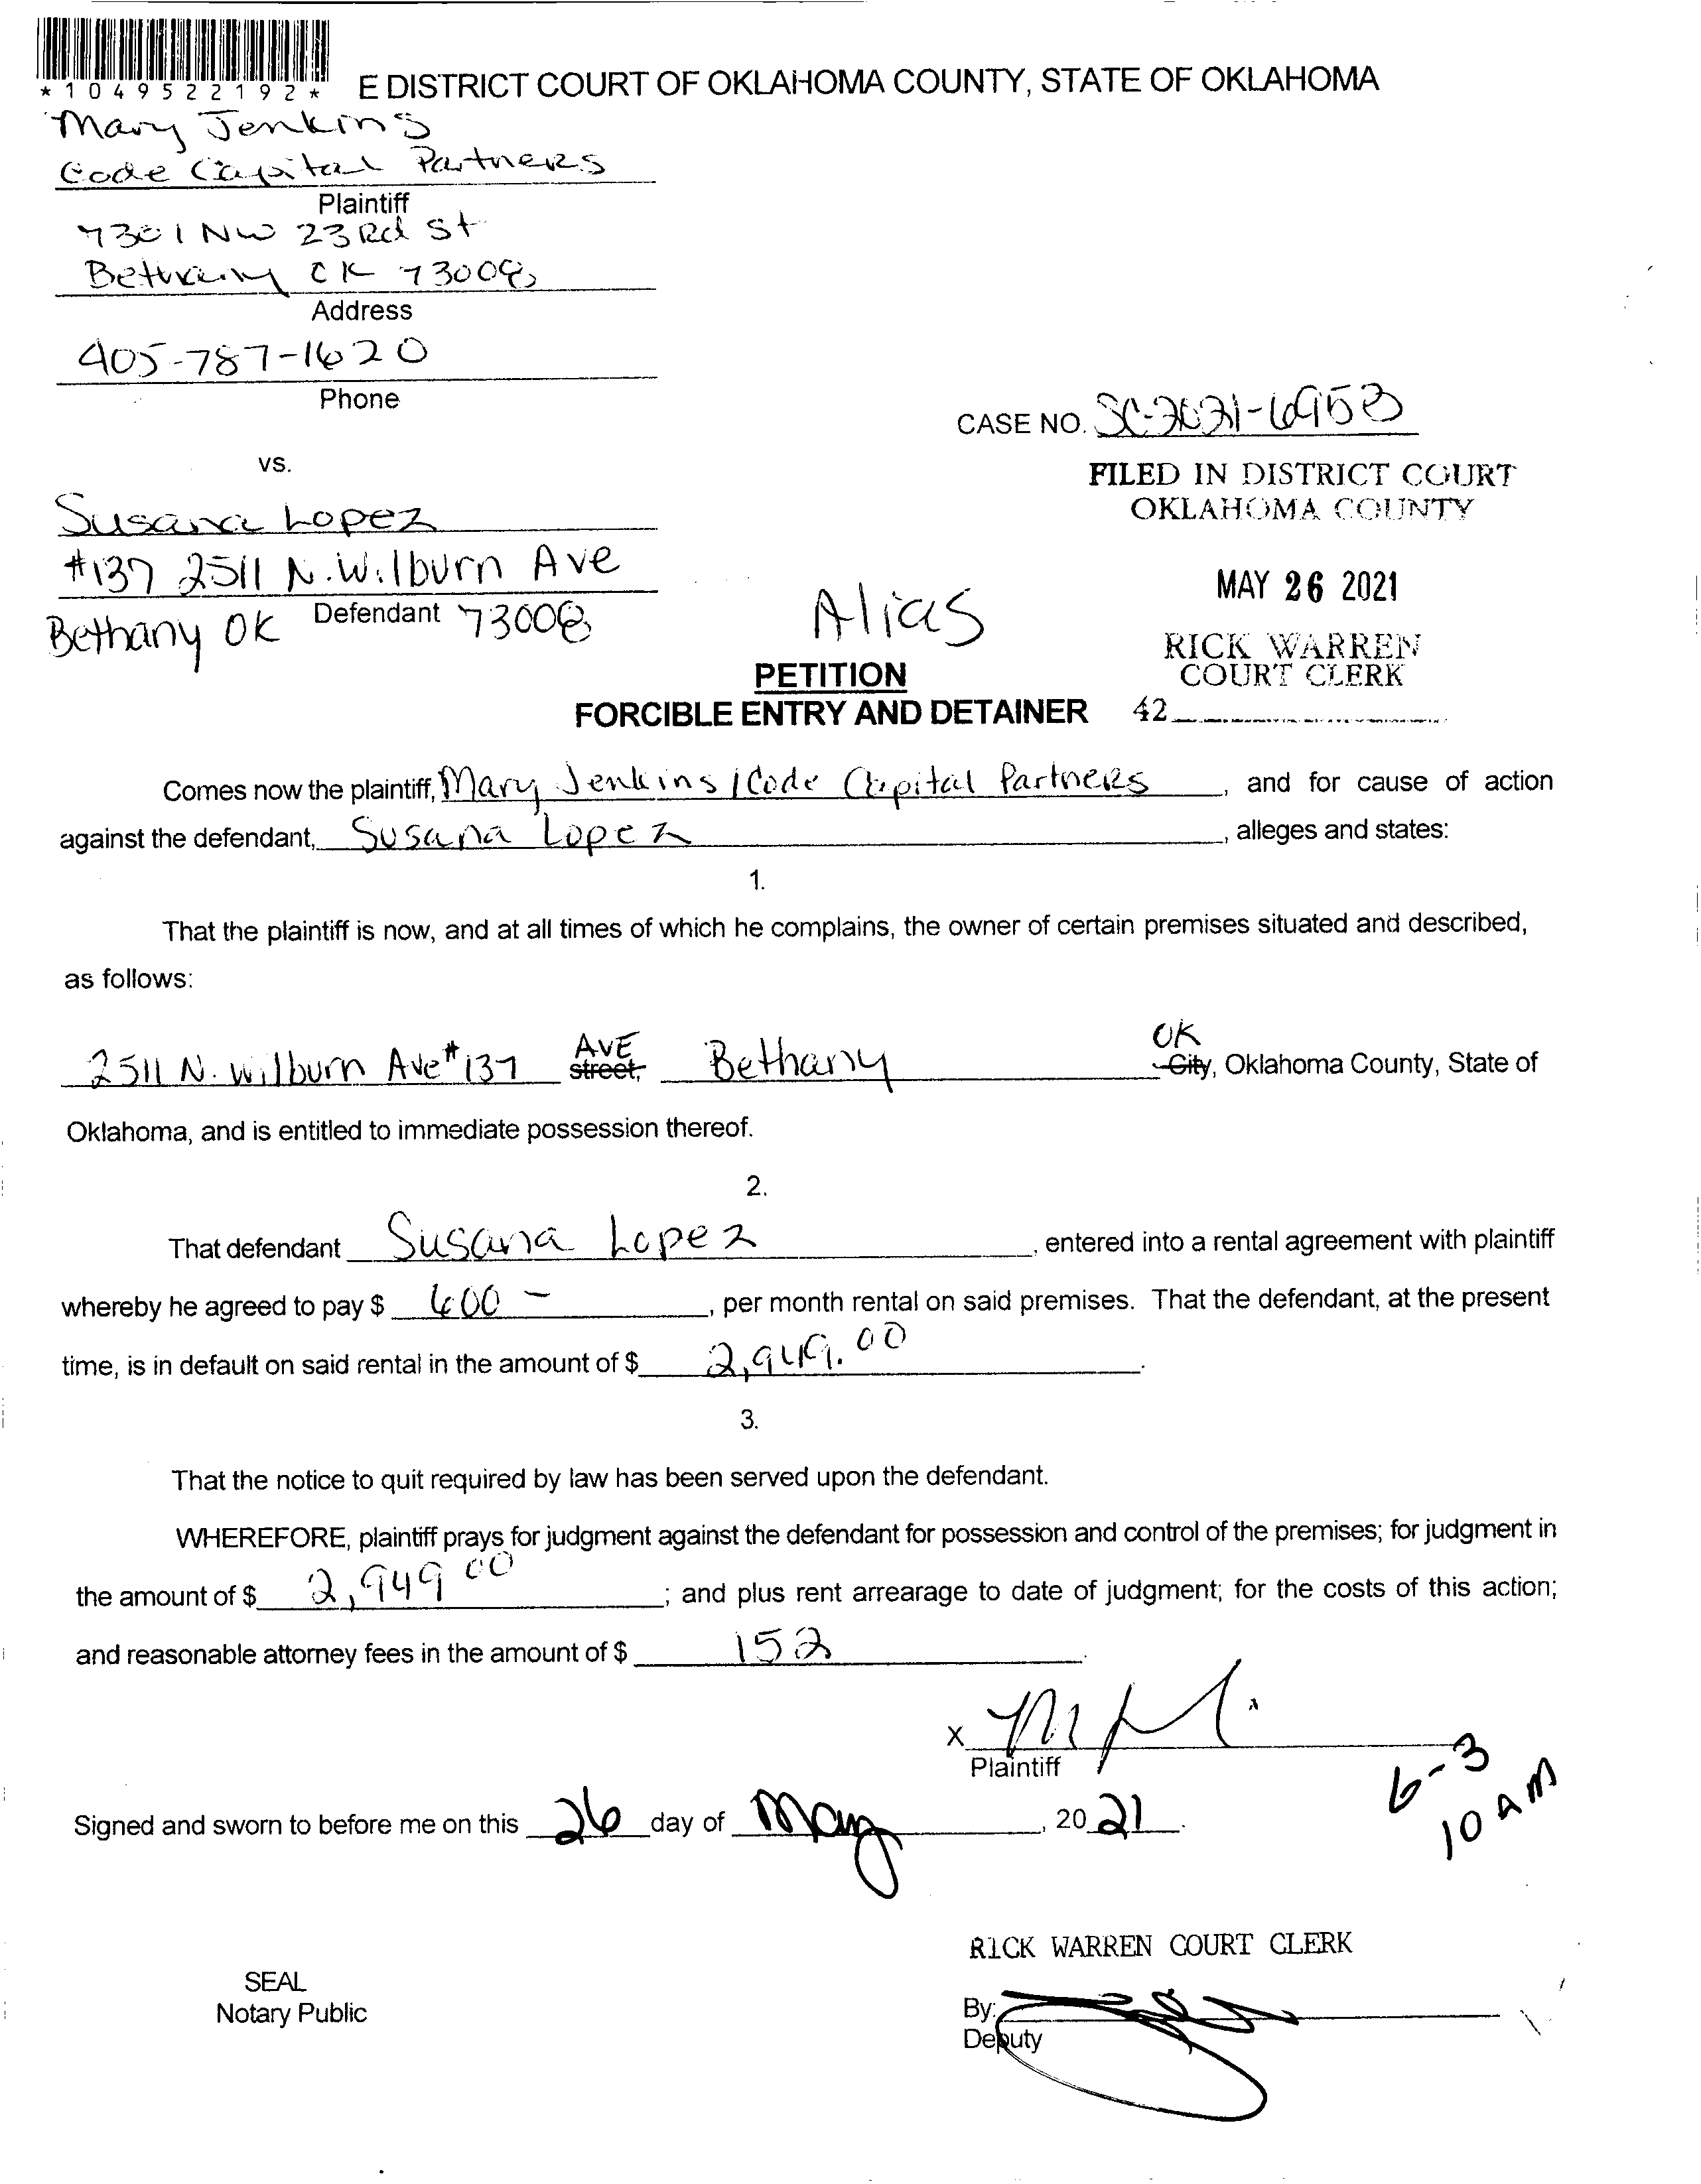 *1049522192*
E DISTRICT COURT OF OKLAHOMA COUNTY, STATE OF OKLAHOMA
Mary Jenkins
Code Capital Partners
Plaintiff
7301 NW 23Rd St
Bethany OK 73008
Address
405-787-1620
Phone
CASE NO. SC-2021-6953
vs.
FILED IN DISTRICT COURT
OKLAHOMA COUNTY
Susana Lopez
#137 2511 N. Wilburn Ave
Defendant
Bethany OK 73008
MAY 26 2021
Alias
RICK WARREN
COURT CLERK
PETITION
FORCIBLE ENTRY AND DETAINER
42
Comes now the plaintiff, Mary Jenkins / Code Capital Partners, and for cause of action
against the defendant, Susana Lopez, alleges and states:
1.
That the plaintiff is now, and at all times of which he complains, the owner of certain premises situated and described,
as follows:
2511 N. Wilburn Ave #137 AVE street, Bethany OK City, Oklahoma County, State of
Oklahoma, and is entitled to immediate possession thereof.
2.
That defendant Susana Lopez, entered into a rental agreement with plaintiff
whereby he agreed to pay $ 600 -, per month rental on said premises. That the defendant, at the present
time, is in default on said rental in the amount of $ 2,949.00.
3.
That the notice to quit required by law has been served upon the defendant.
WHEREFORE, plaintiff prays for judgment against the defendant for possession and control of the premises; for judgment in
the amount of $ 2,949 00; and plus rent arrearage to date of judgment; for the costs of this action;
and reasonable attorney fees in the amount of $ 152.
X
Plaintiff
6-3
10 AM
Signed and sworn to before me on this 26 day of May, 2021.
RICK WARREN COURT CLERK
SEAL
Notary Public
By:
Deputy